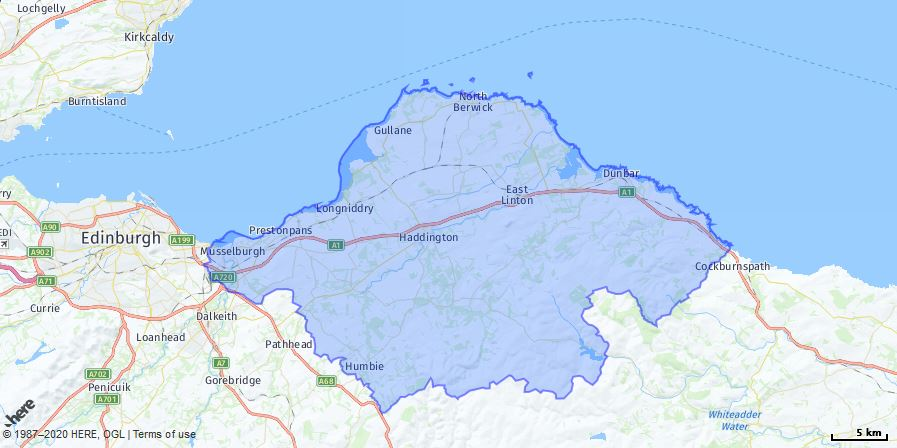 Lochgelly
Kirkcaldy
Burntisland
North
Berwick
Gullane
Dunbar
East
Linton
A1
Longniddry
A90
EDI
Edinburgh
A199
Prestonpans
Musselburgh
A1
Haddington
A902
A71
A720
Cockburnspath
Currie
Dalkeith
Loanhead
Pathhead
A7
Humbie
A702
Gorebridge
A68
Penicuik
A701
here
Whiteadder
Water
© 1987–2020 HERE, OGL | Terms of use
5 km